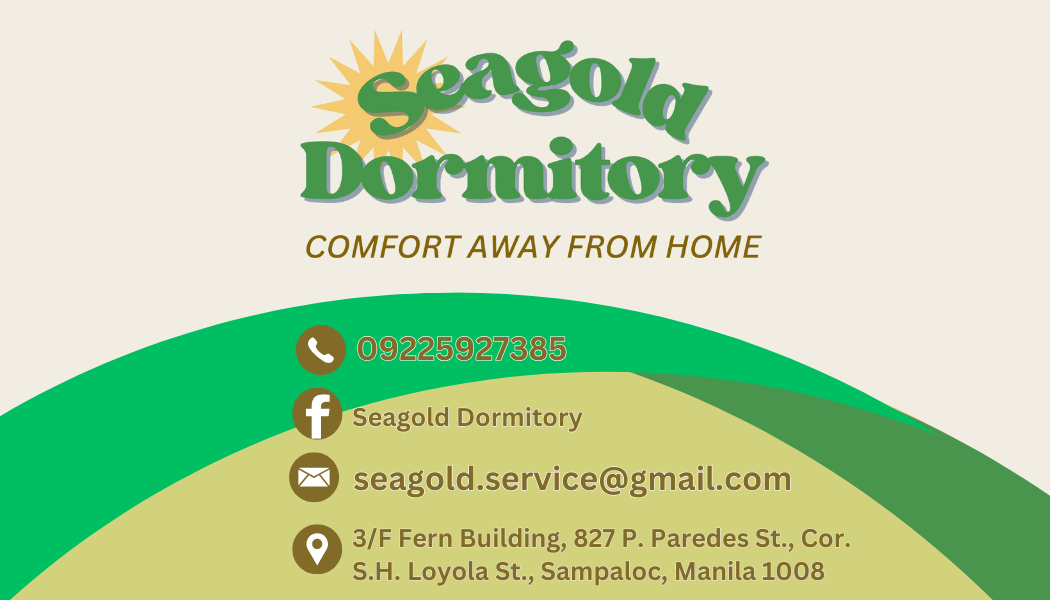 Seagold
Dormitory
COMFORT AWAY FROM HOME
09225927385
Seagold Dormitory
seagold.service@gmail.com
3/F Fern Building, 827 P. Paredes St., Cor.
S.H. Loyola St., Sampaloc, Manila 1008